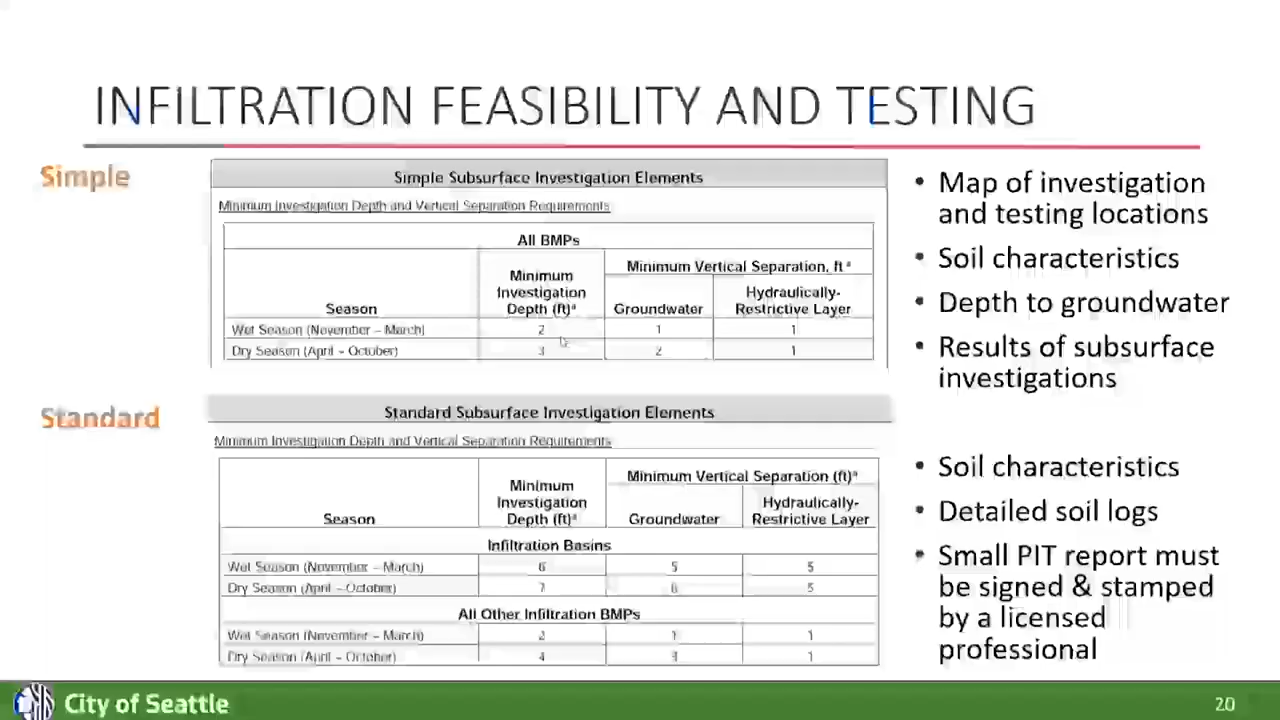 INFILTRATION FEASIBILITY AND TESTING
Simple
Simple Subsurface Investigation Elements
Minimum Investigation Depth and Vertical Separation Requirements
All BMPs
Season
Minimum Investigation Depth (ft)ᵃ
Minimum Vertical Separation, ft ᵃ
Groundwater
Hydraulically-Restrictive Layer
Wet Season (November – March) 2 1 1
Dry Season (April – October) 3 2 1
• Map of investigation
and testing locations
• Soil characteristics
• Depth to groundwater
• Results of subsurface
investigations
Standard
Standard Subsurface Investigation Elements
Minimum Investigation Depth and Vertical Separation Requirements
Season
Minimum Investigation Depth (ft)ᵃ
Minimum Vertical Separation (ft)ᵃ
Groundwater
Hydraulically-Restrictive Layer
Infiltration Basins
Wet Season (November – March) 6 5 5
Dry Season (April – October) 7 5
All Other Infiltration BMPs
Wet Season (November – March) 2 1 1
Dry Season (April – October) 4 1
• Soil characteristics
• Detailed soil logs
• Small PIT report must
be signed & stamped
by a licensed
professional
City of Seattle
20